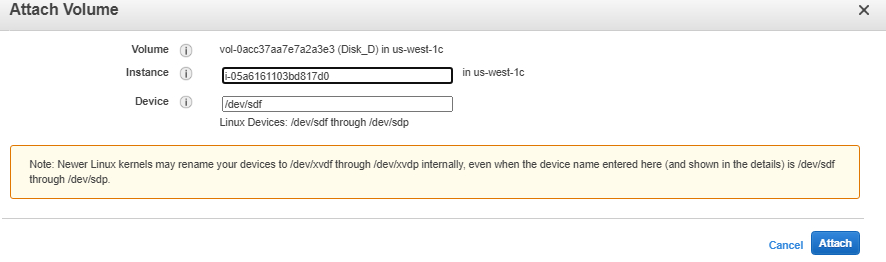 Attach Volume
Volume i vol-0acc37aa7e7a2a3e3 (Disk_D) in us-west-1c
Instance i i-05a6161103bd817d0 in us-west-1c
Device i /dev/sdf
Linux Devices: /dev/sdf through /dev/sdp
Note: Newer Linux kernels may rename your devices to /dev/xvdf through /dev/xvdp internally, even when the device name entered here (and shown in the details) is /dev/sdf
through /dev/sdp.
Cancel Attach